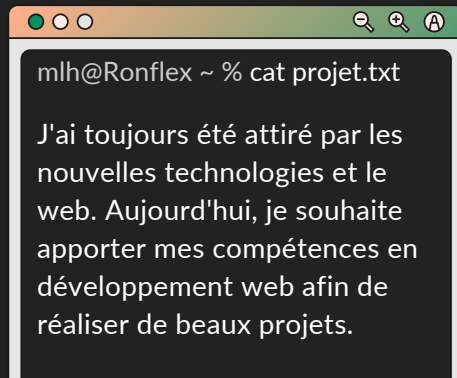 mlh@Ronflex ~ % cat projet.txt
J'ai toujours été attiré par les
nouvelles technologies et le
web. Aujourd'hui, je souhaite
apporter mes compétences en
développement web afin de
réaliser de beaux projets.